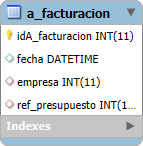 a_facturacion
idA_facturacion INT(11)
fecha DATETIME
empresa INT(11)
ref_presupuesto INT(1...
Indexes